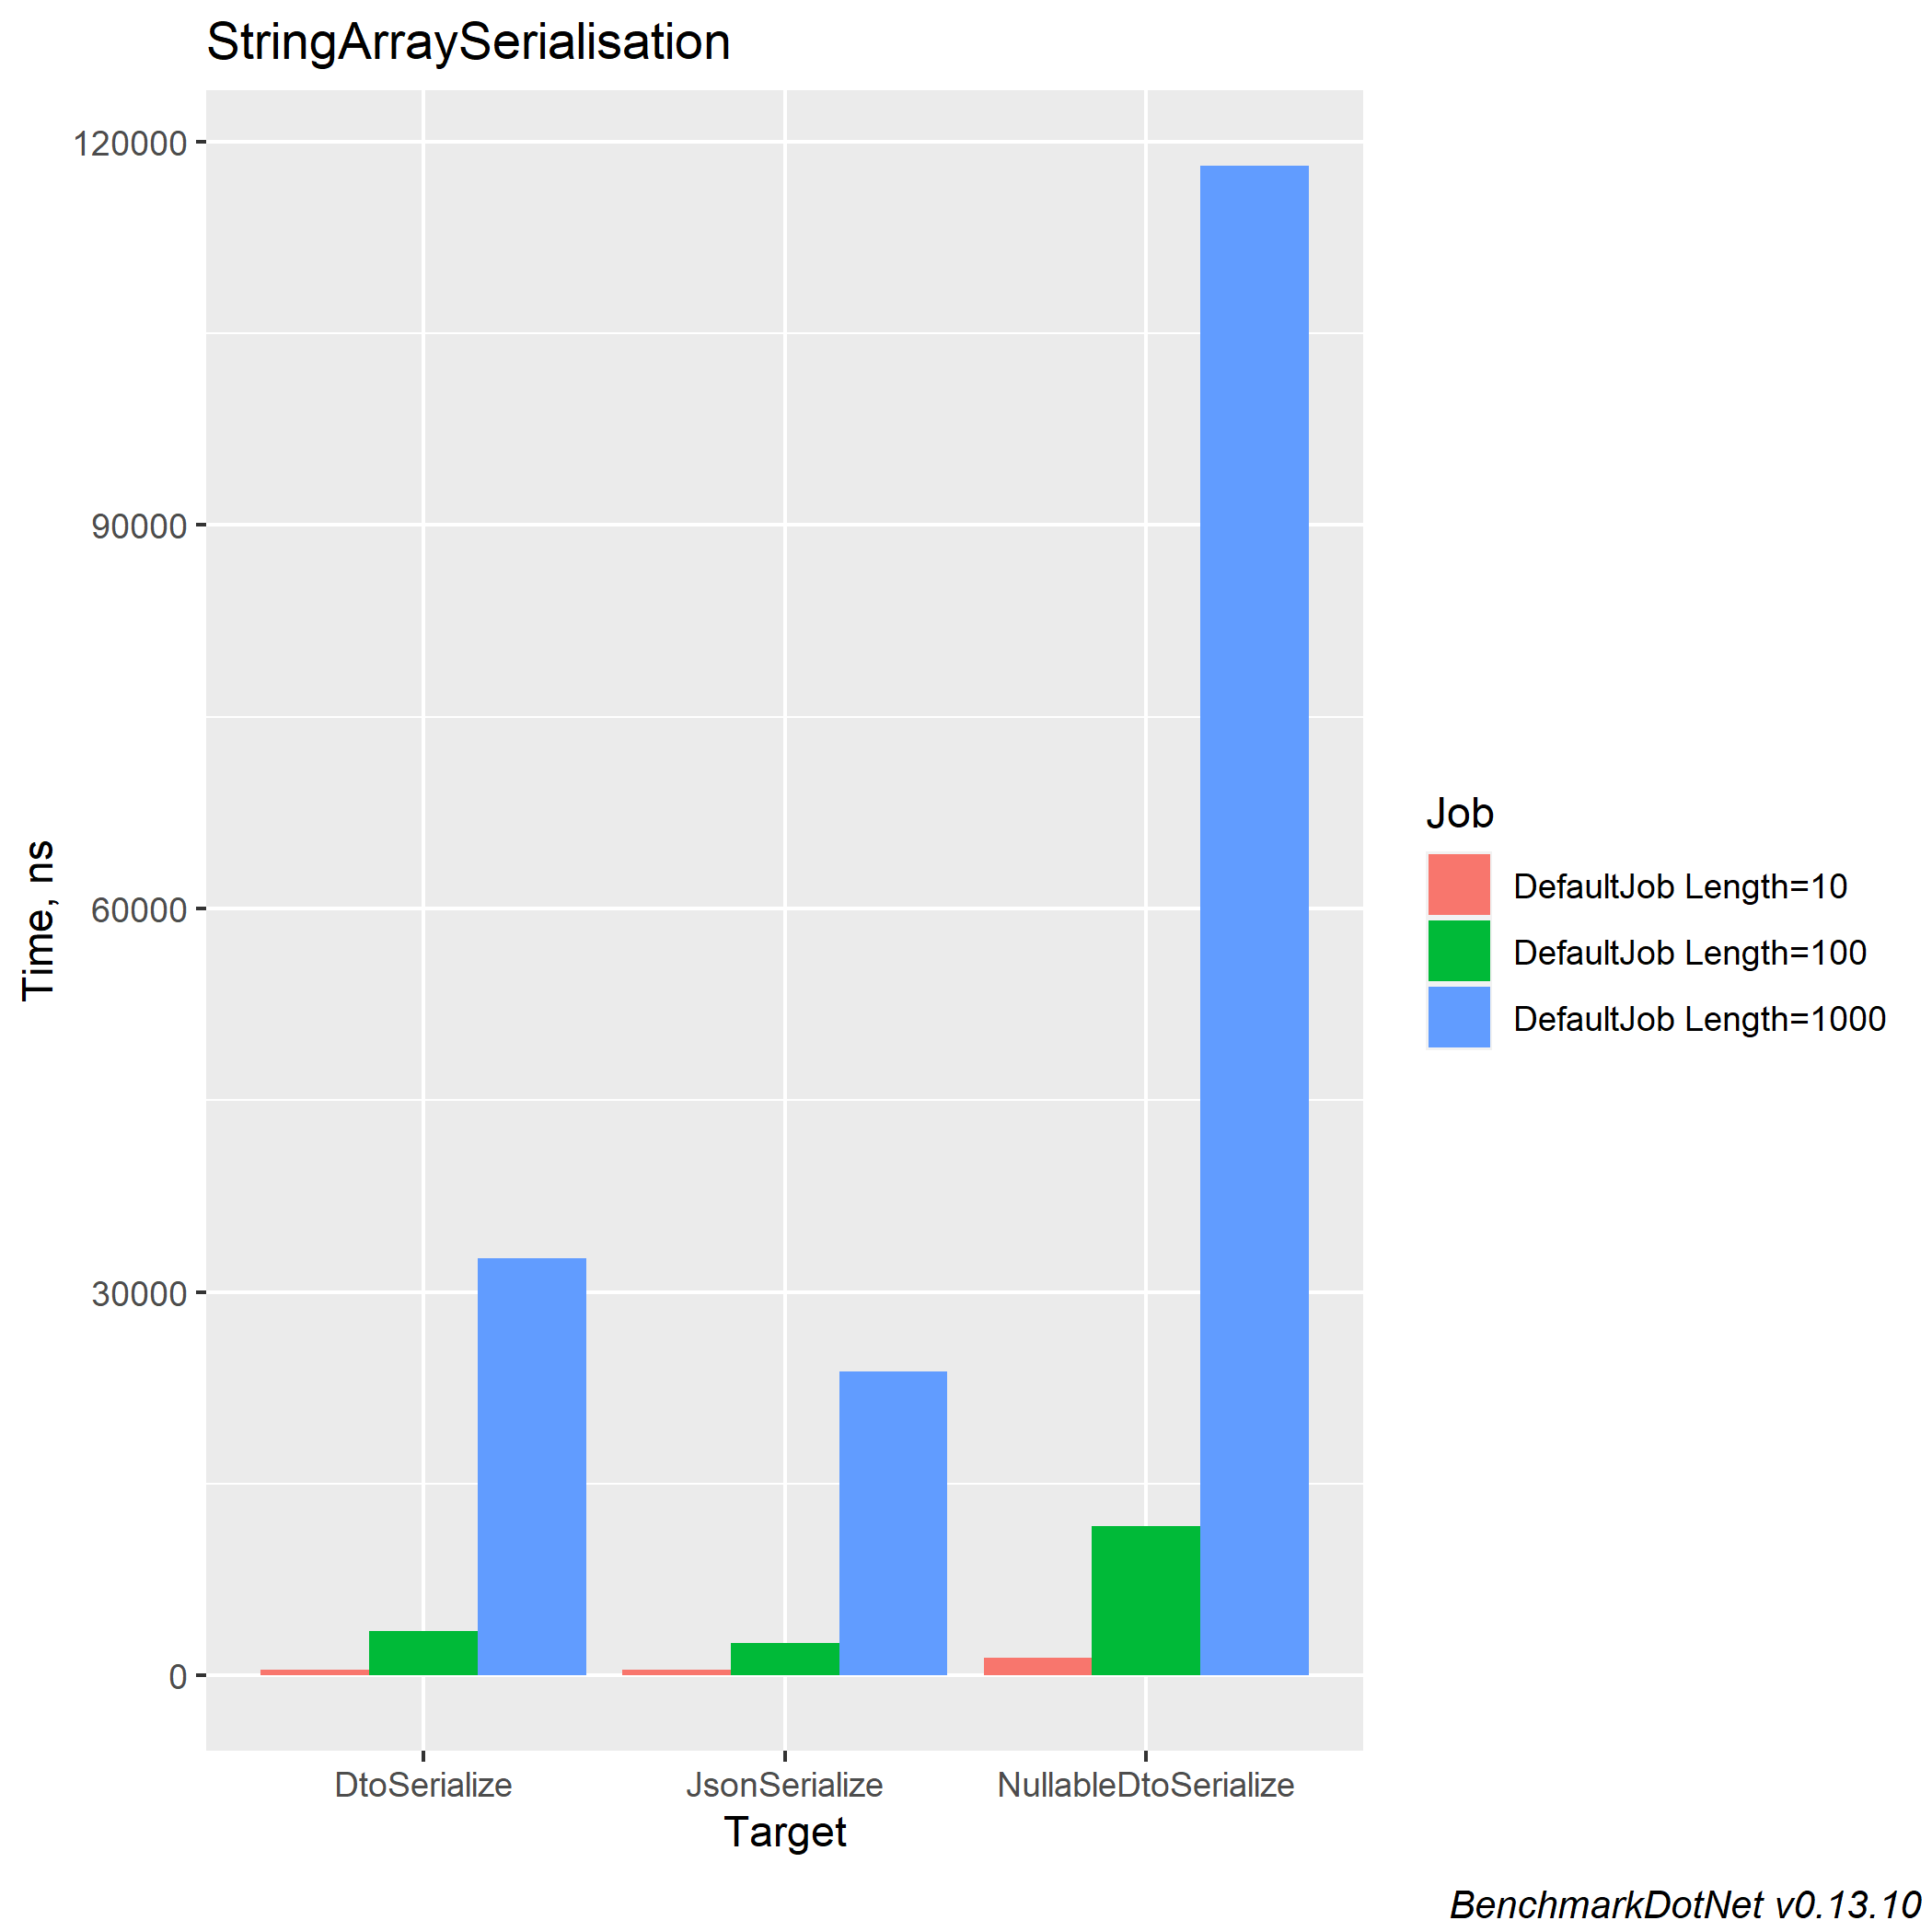 StringArraySerialisation
120000
90000
60000
30000
0
Time, ns
DtoSerialize
JsonSerialize
NullableDtoSerialize
Target
Job
DefaultJob Length=10
DefaultJob Length=100
DefaultJob Length=1000
BenchmarkDotNet v0.13.10